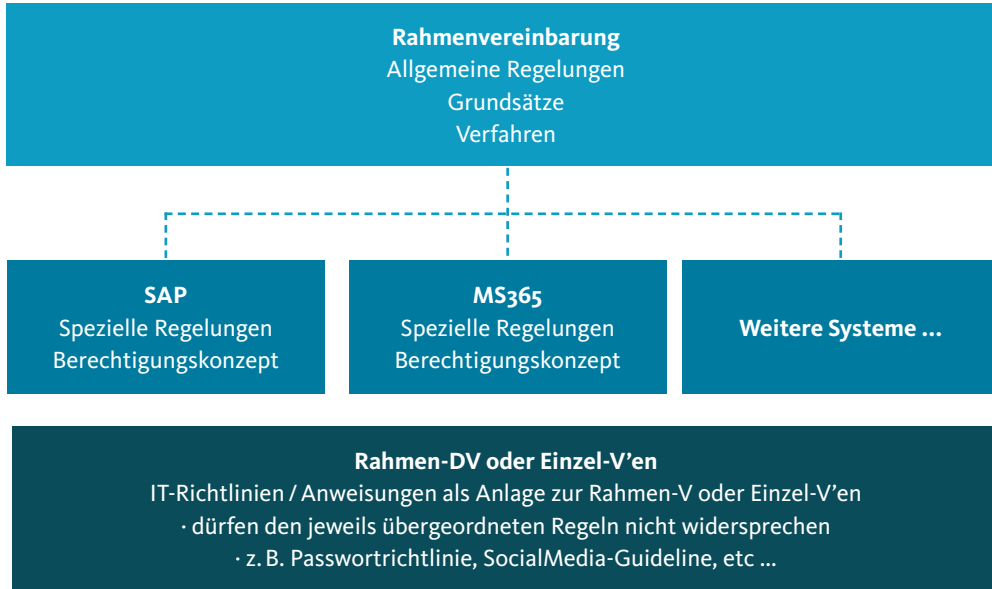 Rahmenvereinbarung
Allgemeine Regelungen
Grundsätze
Verfahren
SAP
Spezielle Regelungen
Berechtigungskonzept
MS365
Spezielle Regelungen
Berechtigungskonzept
Weitere Systeme …
Rahmen-DV oder Einzel-V’en
IT-Richtlinien / Anweisungen als Anlage zur Rahmen-V oder Einzel-V’en
· dürfen den jeweils übergeordneten Regeln nicht widersprechen
· z. B. Passwortrichtlinie, SocialMedia-Guideline, etc …